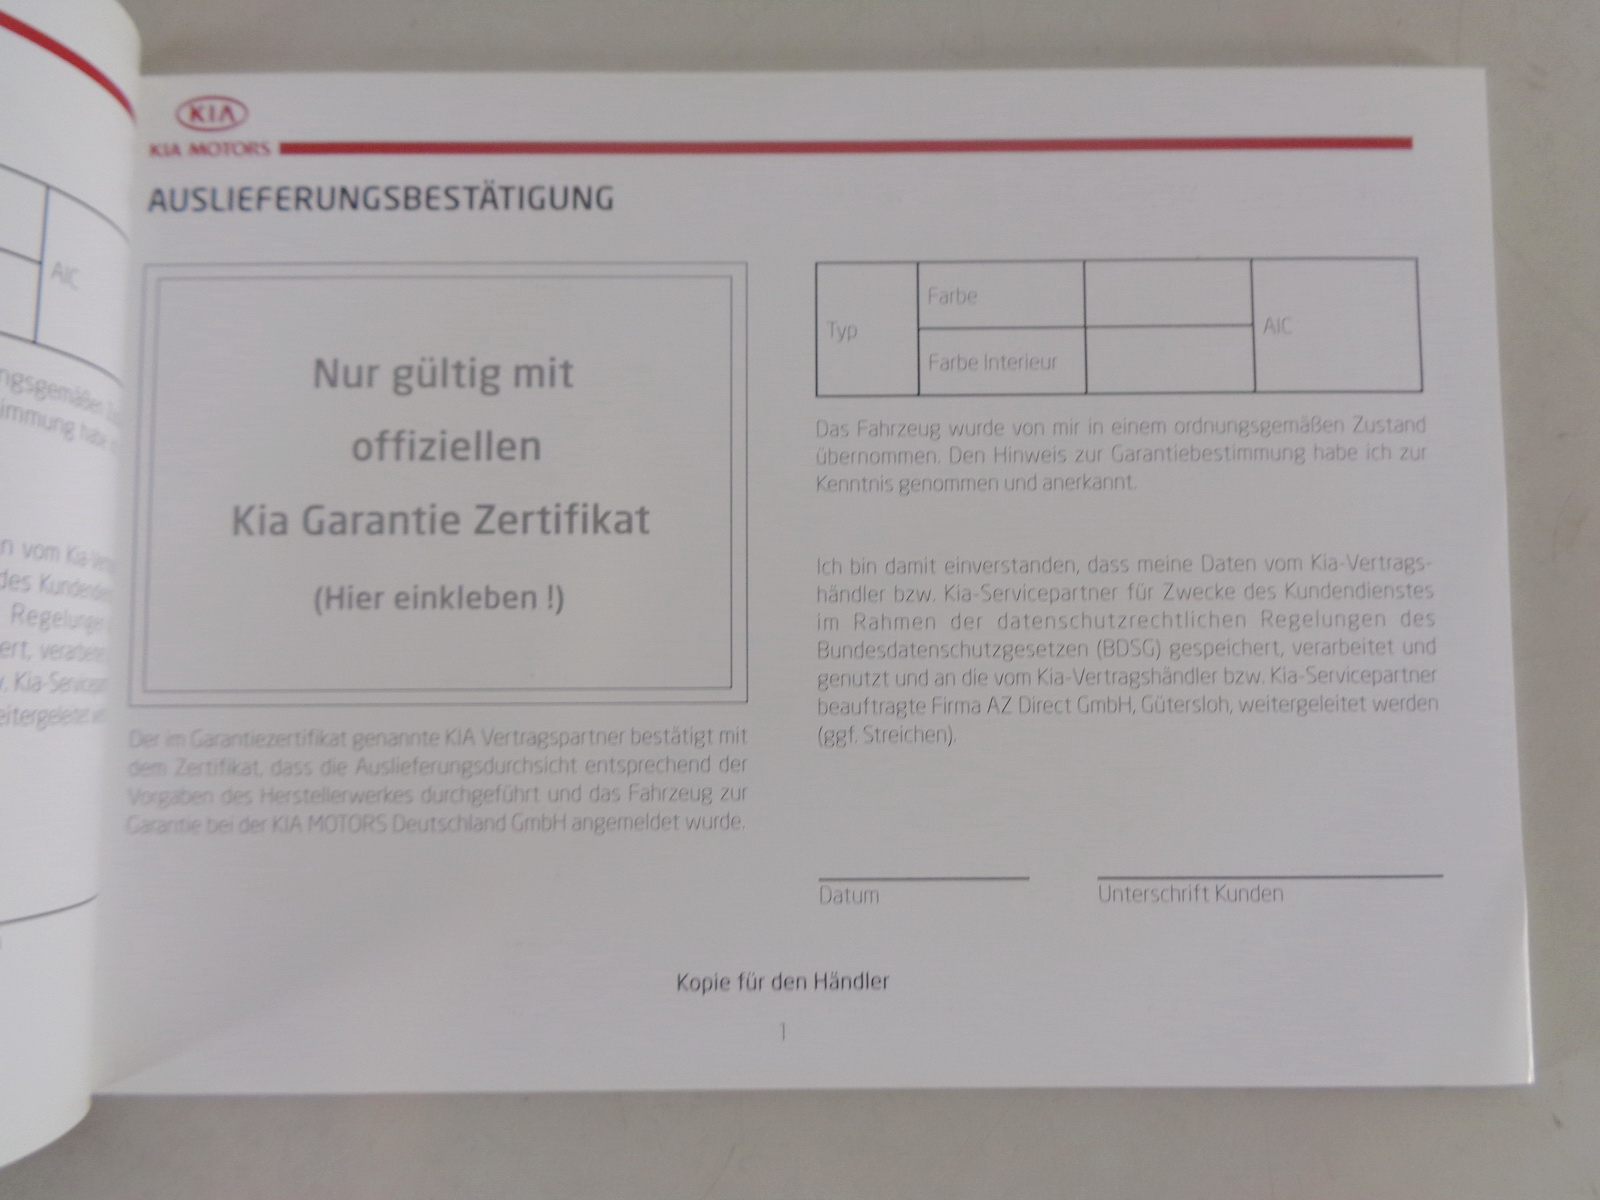 KIA
KIA MOTORS
AUSLIEFERUNGSBESTÄTIGUNG
Nur gültig mit
offiziellen
Kia Garantie Zertifikat
(Hier einkleben !)
Der im Garantiezertifikat genannte KIA Vertragspartner bestätigt mit
dem Zertifikat, dass die Auslieferungsdurchsicht entsprechend der
Vorgaben des Herstellerwerkes durchgeführt und das Fahrzeug zur
Garantie bei der KIA MOTORS Deutschland GmbH angemeldet wurde.
Typ
Farbe
Farbe Interieur
AIC
Das Fahrzeug wurde von mir in einem ordnungsgemäßen Zustand
übernommen. Den Hinweis zur Garantiebestimmung habe ich zur
Kenntnis genommen und anerkannt.
Ich bin damit einverstanden, dass meine Daten vom Kia-Vertrags-
händler bzw. Kia-Servicepartner für Zwecke des Kundendienstes
im Rahmen der datenschutzrechtlichen Regelungen des
Bundesdatenschutzgesetzen (BDSG) gespeichert, verarbeitet und
genutzt und an die vom Kia-Vertragshändler bzw. Kia-Servicepartner
beauftragte Firma AZ Direct GmbH, Gütersloh, weitergeleitet werden
(ggf. Streichen).
Datum
Unterschrift Kunden
Kopie für den Händler
1
AIC
vom
des
Regelungen